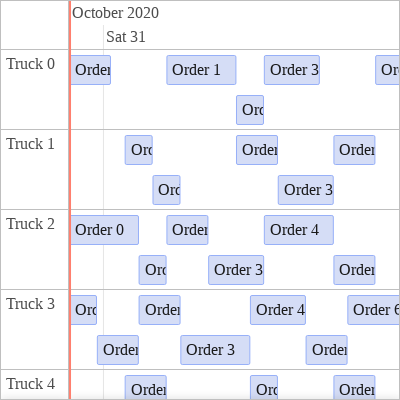 October 2020
Sat 31
Truck 0
Order
Order 1
Order 3
Or
Orc
Truck 1
Orc
Order
Order
Orc
Order 3
Truck 2
Order 0
Order
Order 4
Orc
Order 3
Order
Truck 3
Orc
Order
Order 4
Order 6
Order
Order 3
Order
Truck 4
Order
Orc
Order